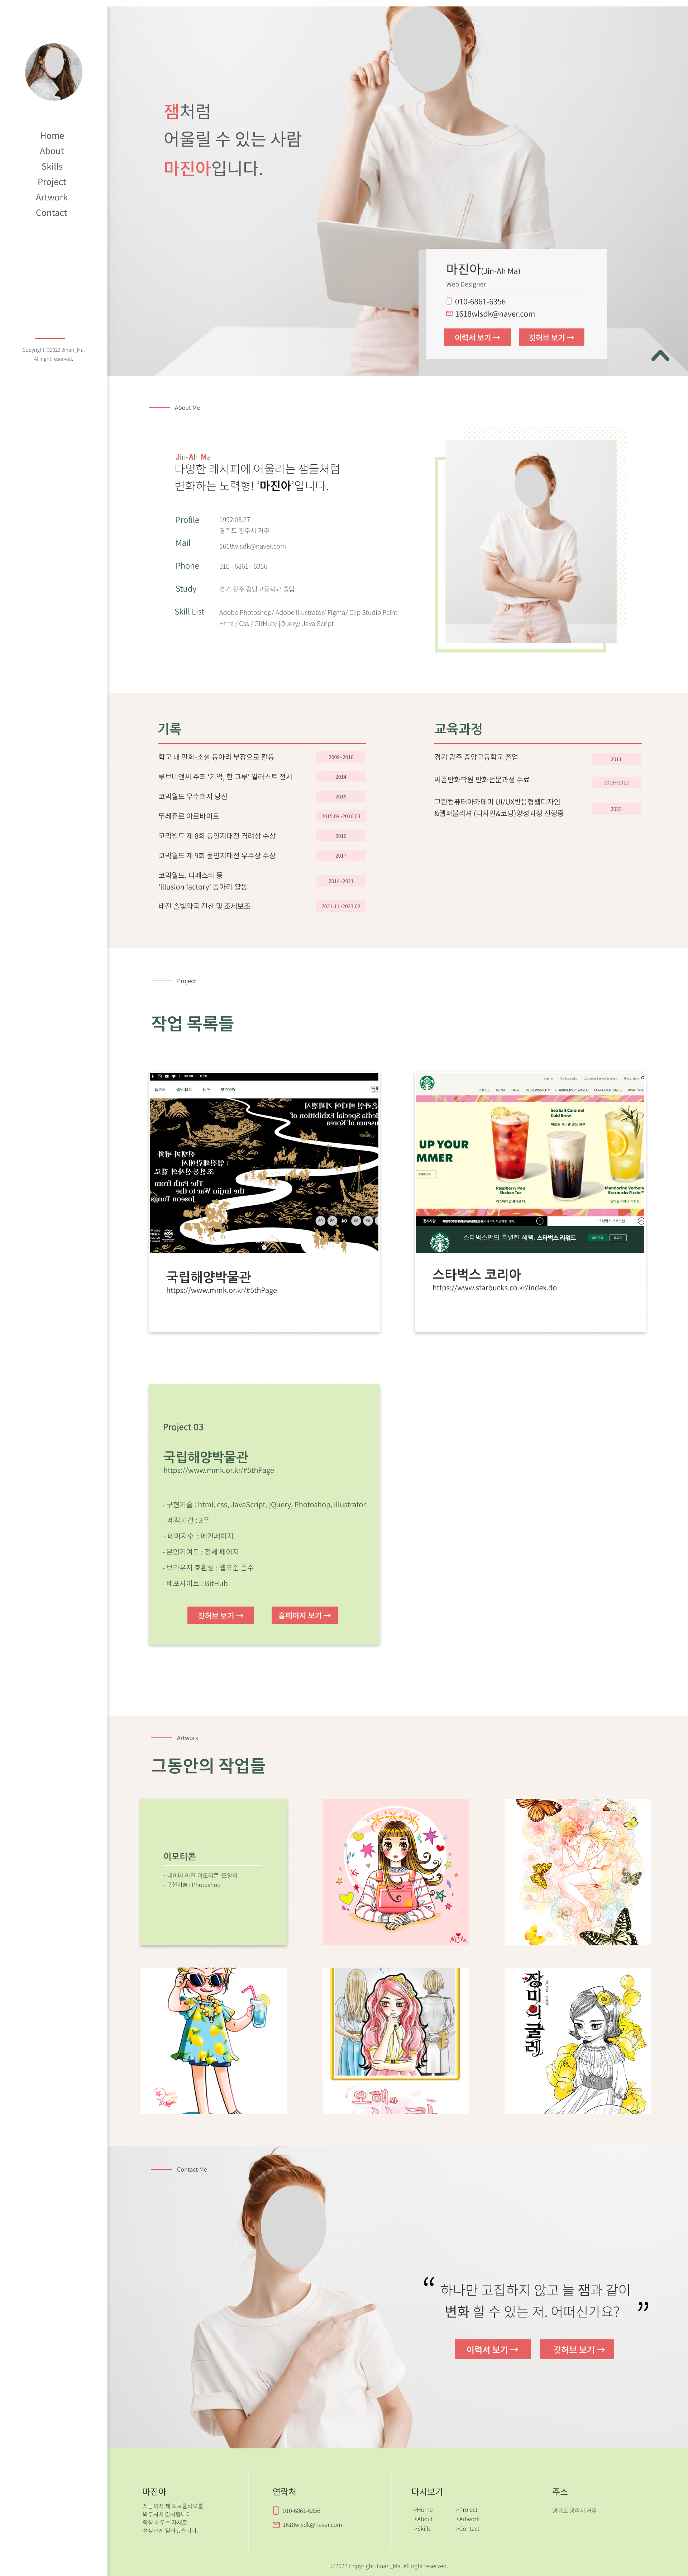 Home
About
Skills
Project
Artwork
Contact
Copyright ©2023 Jinah_Ma.
All right reserved.
잼처럼
어울릴 수 있는 사람
마진아입니다.
마진아(Jin-Ah Ma)
Web Designer
010-6861-6356
1618wlsdk@naver.com
이력서 보기 →
깃허브 보기 →
About Me
Jin-Ah Ma
다양한 레시피에 어울리는 잼들처럼
변화하는 노력형! ‘마진아’입니다.
Profile
1992.06.27
경기도 광주시 거주
Mail
1618wlsdk@naver.com
Phone
010 - 6861 - 6356
Study
경기 광주 중앙고등학교 졸업
Skill List
Adobe Photoshop/ Adobe Illustrator/ Figma/ Clip Studio Paint
Html / Css / GitHub/ jQuery/ Java Script
기록
학교 내 만화·소설 동아리 부장으로 활동
2009~2010
루브비앤씨 주최 ‘기억, 한 그루’ 일러스트 전시
2014
코믹월드 우수회지 당선
2015
뚜레쥬르 아르바이트
2015.09~2016.03
코믹월드 제 8회 동인지대전 격려상 수상
2016
코믹월드 제 9회 동인지대전 우수상 수상
2017
코믹월드, 디페스타 등
‘illusion factory’ 동아리 활동
2014~2021
태전 솔빛약국 전산 및 조제보조
2021.11~2023.02
교육과정
경기 광주 중앙고등학교 졸업
2011
씨존만화학원 만화전문과정 수료
2011~2012
그린컴퓨터아카데미 UI/UX반응형웹디자인
&웹퍼블리셔 (디자인&코딩)양성과정 진행중
2023
Project
작업 목록들
국립해양박물관
https://www.mmk.or.kr/#5thPage
COFFEE
MENU
STORE
RESPONSIBILITY
STARBUCKS REWARDS
CORPORATE SALES
UP YOUR
MMER
Sea Salt Caramel
Cold Brew
Raspberry Pop
Shaken Tea
Mandarine Verbena
Starbucks Fizzio™
스타벅스만의 특별한 혜택, 스타벅스 리워드
스타벅스 코리아
https://www.starbucks.co.kr/index.do
Project 03
국립해양박물관
https://www.mmk.or.kr/#5thPage
- 구현기술 : html, css, JavaScript, jQuery, Photoshop, illustrator
- 제작기간 : 3주
- 페이지수 : 메인페이지
- 본인기여도 : 전체 페이지
- 브라우저 호환성 : 웹표준 준수
- 배포사이트 : GitHub
깃허브 보기 →
홈페이지 보기 →
Artwork
그동안의 작업들
이모티콘
- 네이버 라인 이모티콘 ‘모양씨’
- 구현기술 : Photoshop
장미의 굴레
Contact Me
“ 하나만 고집하지 않고 늘 잼과 같이
변화 할 수 있는 저. 어떠신가요? ”
이력서 보기 →
깃허브 보기 →
마진아
지금까지 제 포트폴리오를
봐주셔서 감사합니다.
항상 배우는 자세로
성실하게 일하겠습니다.
연락처
010-6861-6356
1618wlsdk@naver.com
다시보기
>Home
>About
>Skills
>Project
>Artwork
>Contact
주소
경기도 광주시 거주
©2023 Copyright Jinah_Ma. All right reserved.